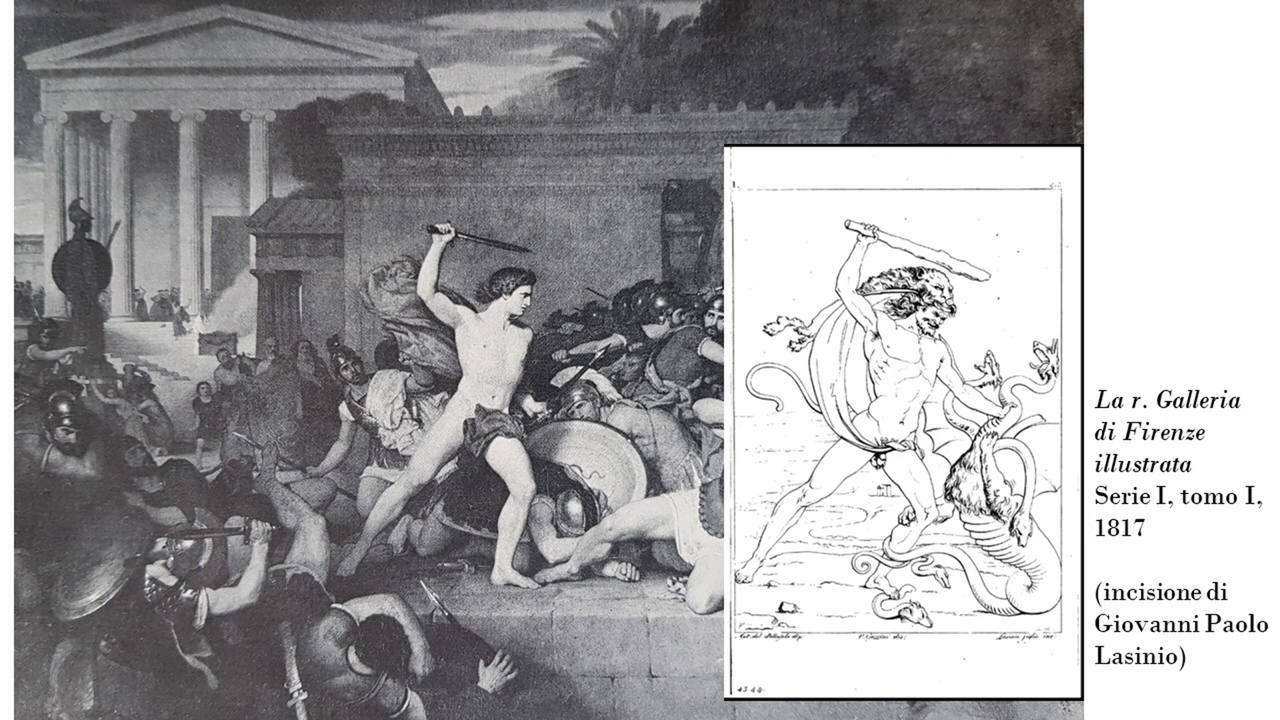 La r. Galleria
di Firenze
illustrata
Serie I, tomo I,
1817
(incisione di
Giovanni Paolo
Lasinio)